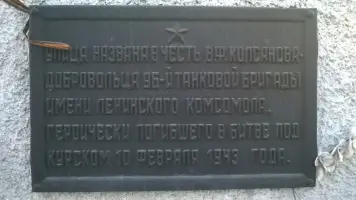 УЛИЦА НАЗВАНА В ЧЕСТЬ В.Ф. КОЛСАНОВА-
ДОБРОВОЛЬЦА 96-Й ТАНКОВОЙ БРИГАДЫ
ИМЕНИ ЛЕНИНСКОГО КОМСОМОЛА,
ГЕРОИЧЕСКИ ПОГИБШЕГО В БИТВЕ ПОД
КУРСКОМ 10 ФЕВРАЛЯ 1943 ГОДА.